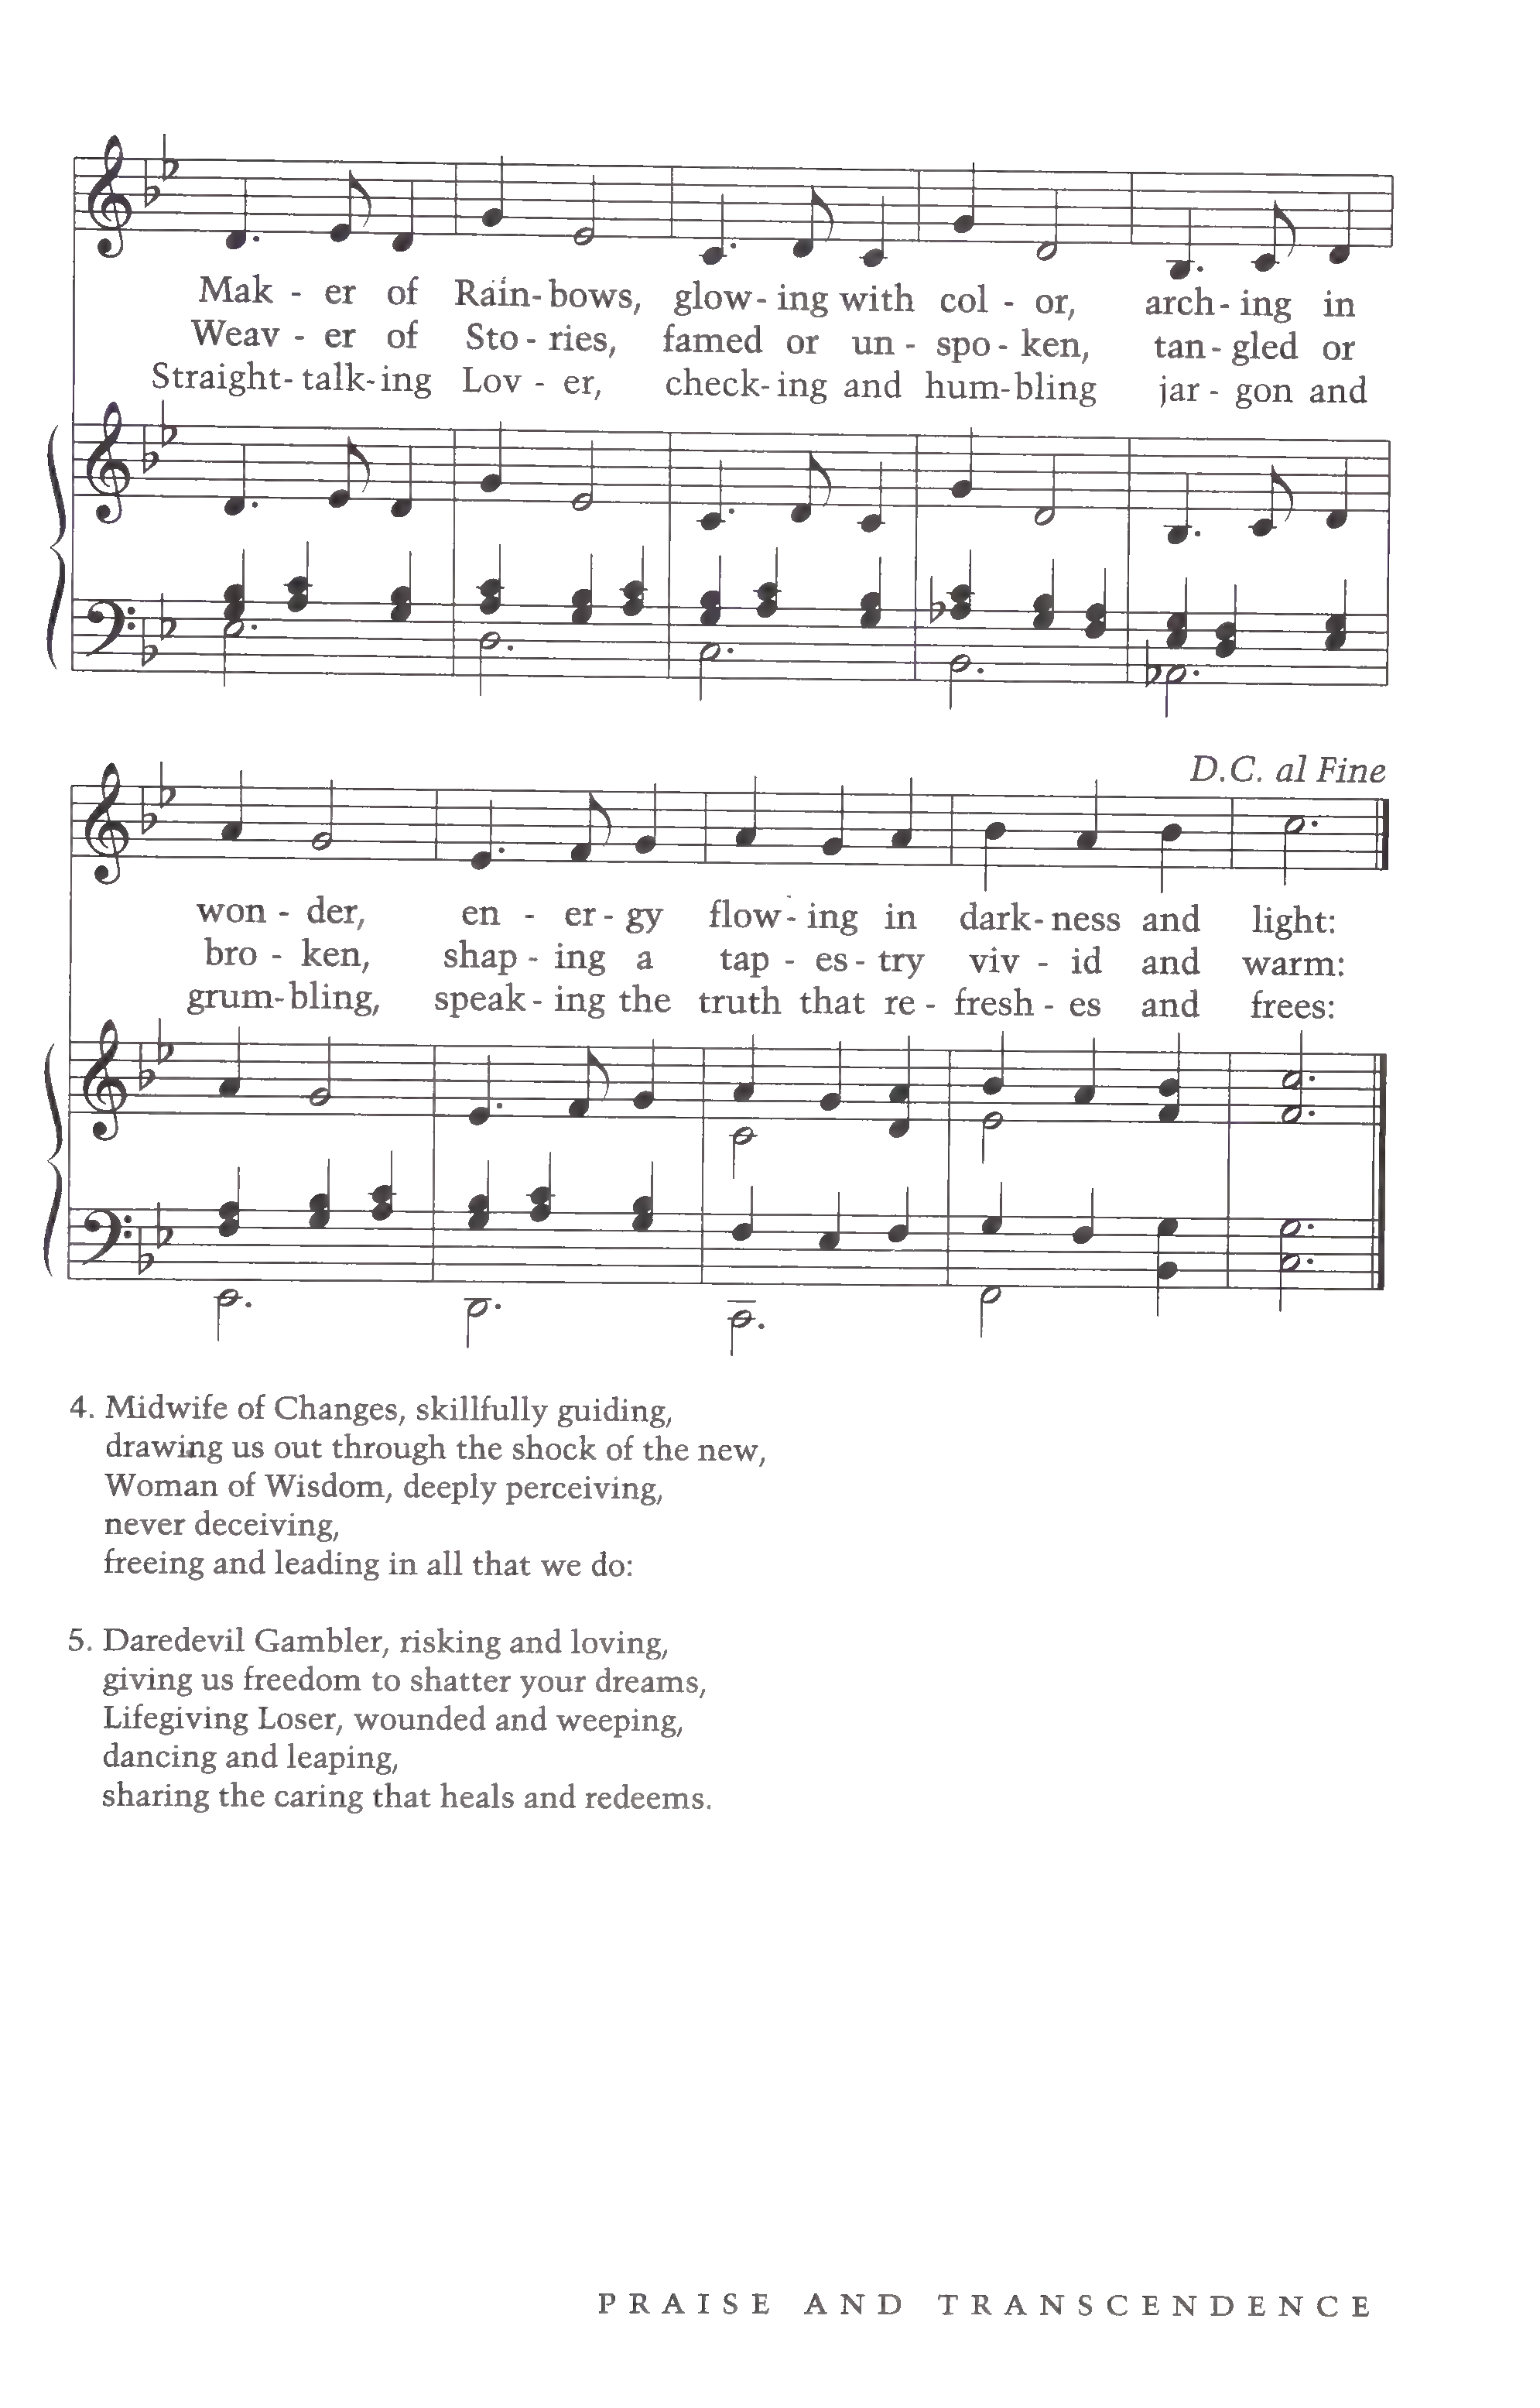 Mak - er of Rain - bows, glow - ing with col - or, arch - ing in
Weav - er of Sto - ries, famed or un - spo - ken, tan - gled or
Straight - talk - ing Lov - er, check - ing and hum - bling jar - gon and
D.C. al Fine
won - der, en - er - gy flow - ing in dark - ness and light:
bro - ken, shap - ing a tap - es - try viv - id and warm:
grum - bling, speak - ing the truth that re - fresh - es and frees:
4. Midwife of Changes, skillfully guiding,
drawing us out through the shock of the new,
Woman of Wisdom, deeply perceiving,
never deceiving,
freeing and leading in all that we do:
5. Daredevil Gambler, risking and loving,
giving us freedom to shatter your dreams,
Lifegiving Loser, wounded and weeping,
dancing and leaping,
sharing the caring that heals and redeems.
PRAISE AND TRANSCENDENCE